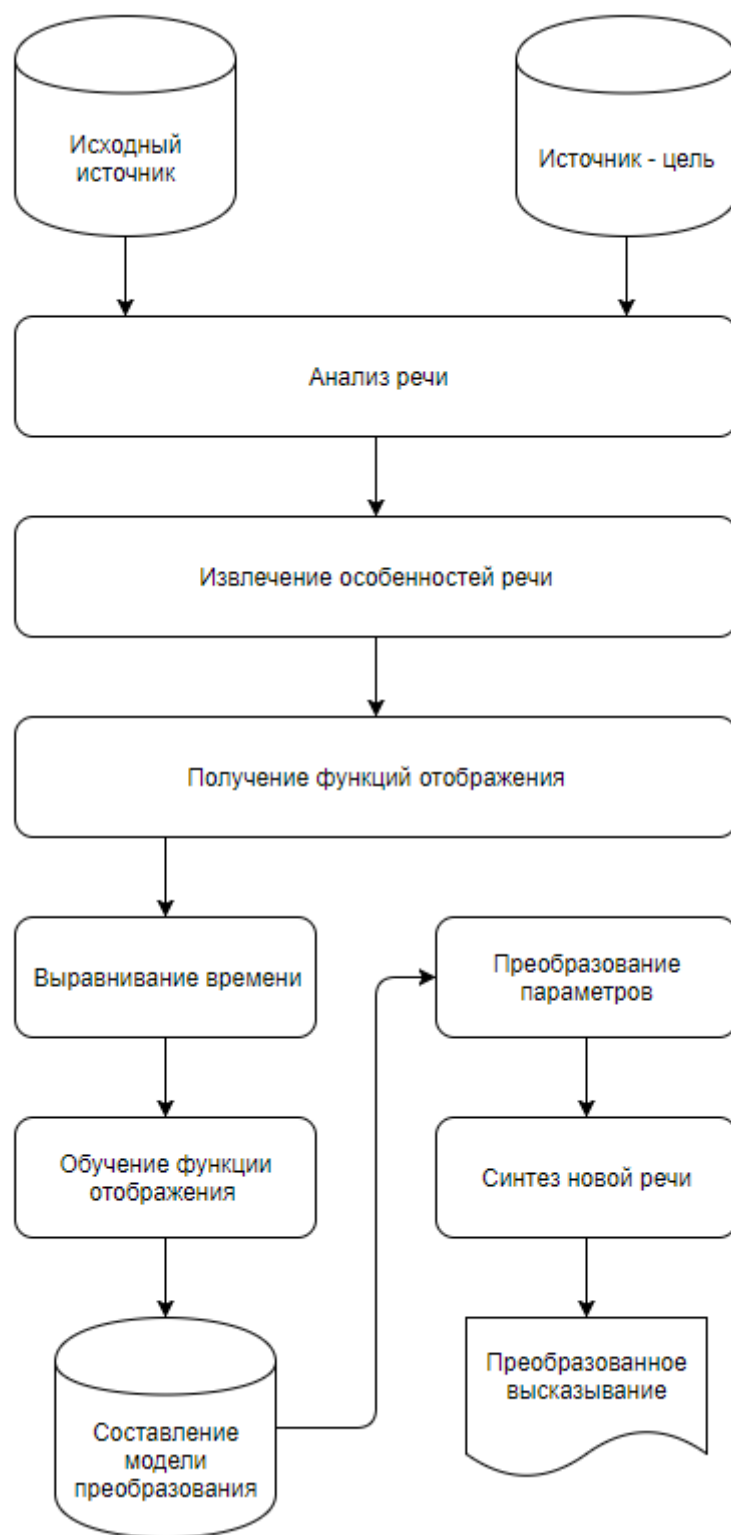 Исходный
источник
Источник - цель
Анализ речи
Извлечение особенностей речи
Получение функций отображения
Выравнивание времени
Преобразование
параметров
Обучение функции
отображения
Синтез новой речи
Составление
модели
преобразования
Преобразованное
высказывание